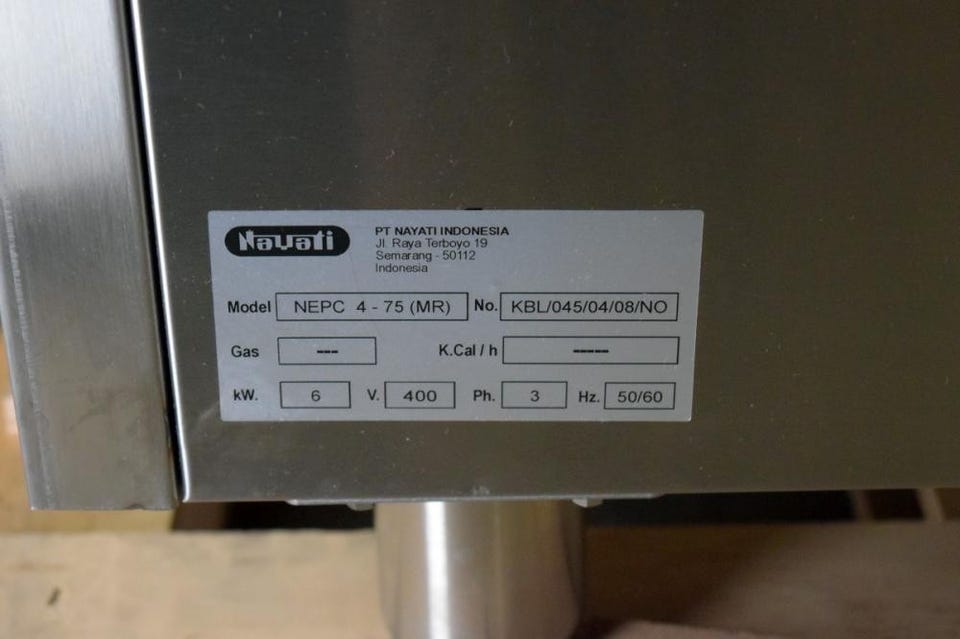 Nayati
PT NAYATI INDONESIA
Jl. Raya Terboyo 19
Semarang - 50112
Indonesia
Model NEPC 4 - 75 (MR) No. KBL/045/04/08/NO
Gas --- K.Cal / h -----
kW. 6 V. 400 Ph. 3 Hz. 50/60